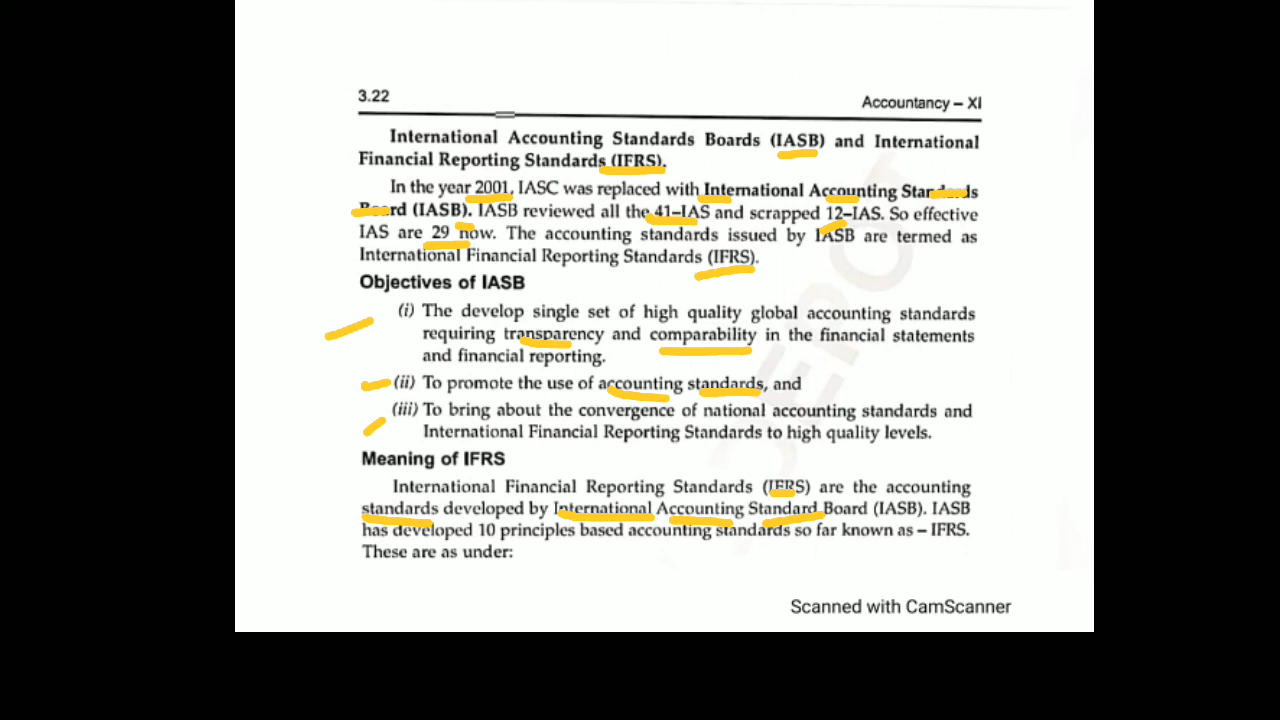 3.22
Accountancy – XI
International Accounting Standards Boards (IASB) and International
Financial Reporting Standards (IFRS).
In the year 2001, IASC was replaced with International Accounting Standards
Board (IASB). IASB reviewed all the 41–IAS and scrapped 12–IAS. So effective
IAS are 29 now. The accounting standards issued by IASB are termed as
International Financial Reporting Standards (IFRS).
Objectives of IASB
(i) The develop single set of high quality global accounting standards
requiring transparency and comparability in the financial statements
and financial reporting.
(ii) To promote the use of accounting standards, and
(iii) To bring about the convergence of national accounting standards and
International Financial Reporting Standards to high quality levels.
Meaning of IFRS
International Financial Reporting Standards (IFRS) are the accounting
standards developed by International Accounting Standard Board (IASB). IASB
has developed 10 principles based accounting standards so far known as – IFRS.
These are as under:
Scanned with CamScanner